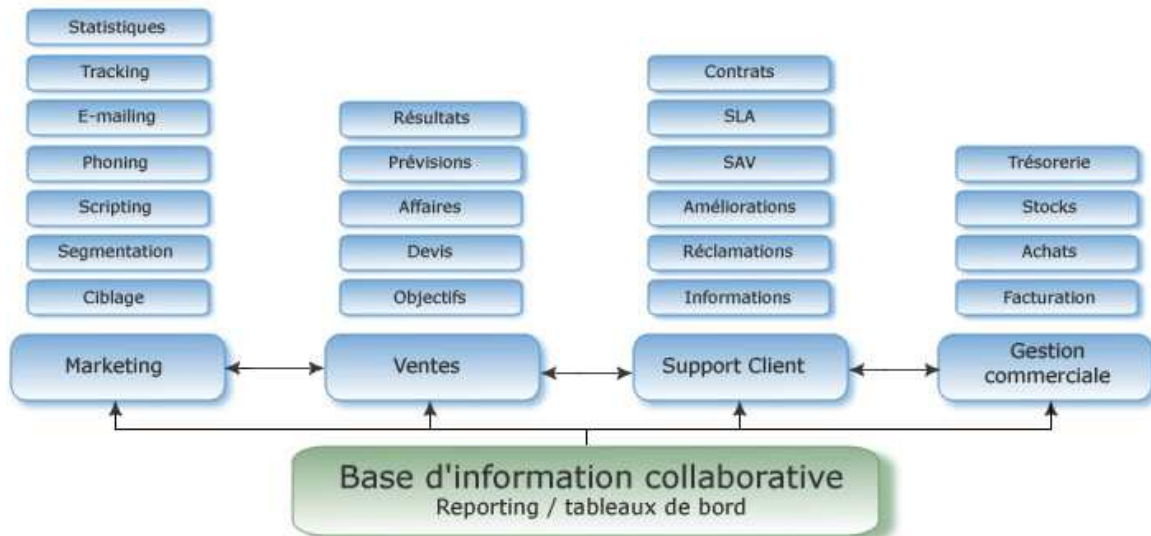 Statistiques
Tracking
E-mailing
Phoning
Scripting
Segmentation
Ciblage
Marketing
Résultats
Prévisions
Affaires
Devis
Objectifs
Ventes
Contrats
SLA
SAV
Améliorations
Réclamations
Informations
Support Client
Trésorerie
Stocks
Achats
Facturation
Gestion
commerciale
Base d'information collaborative
Reporting / tableaux de bord